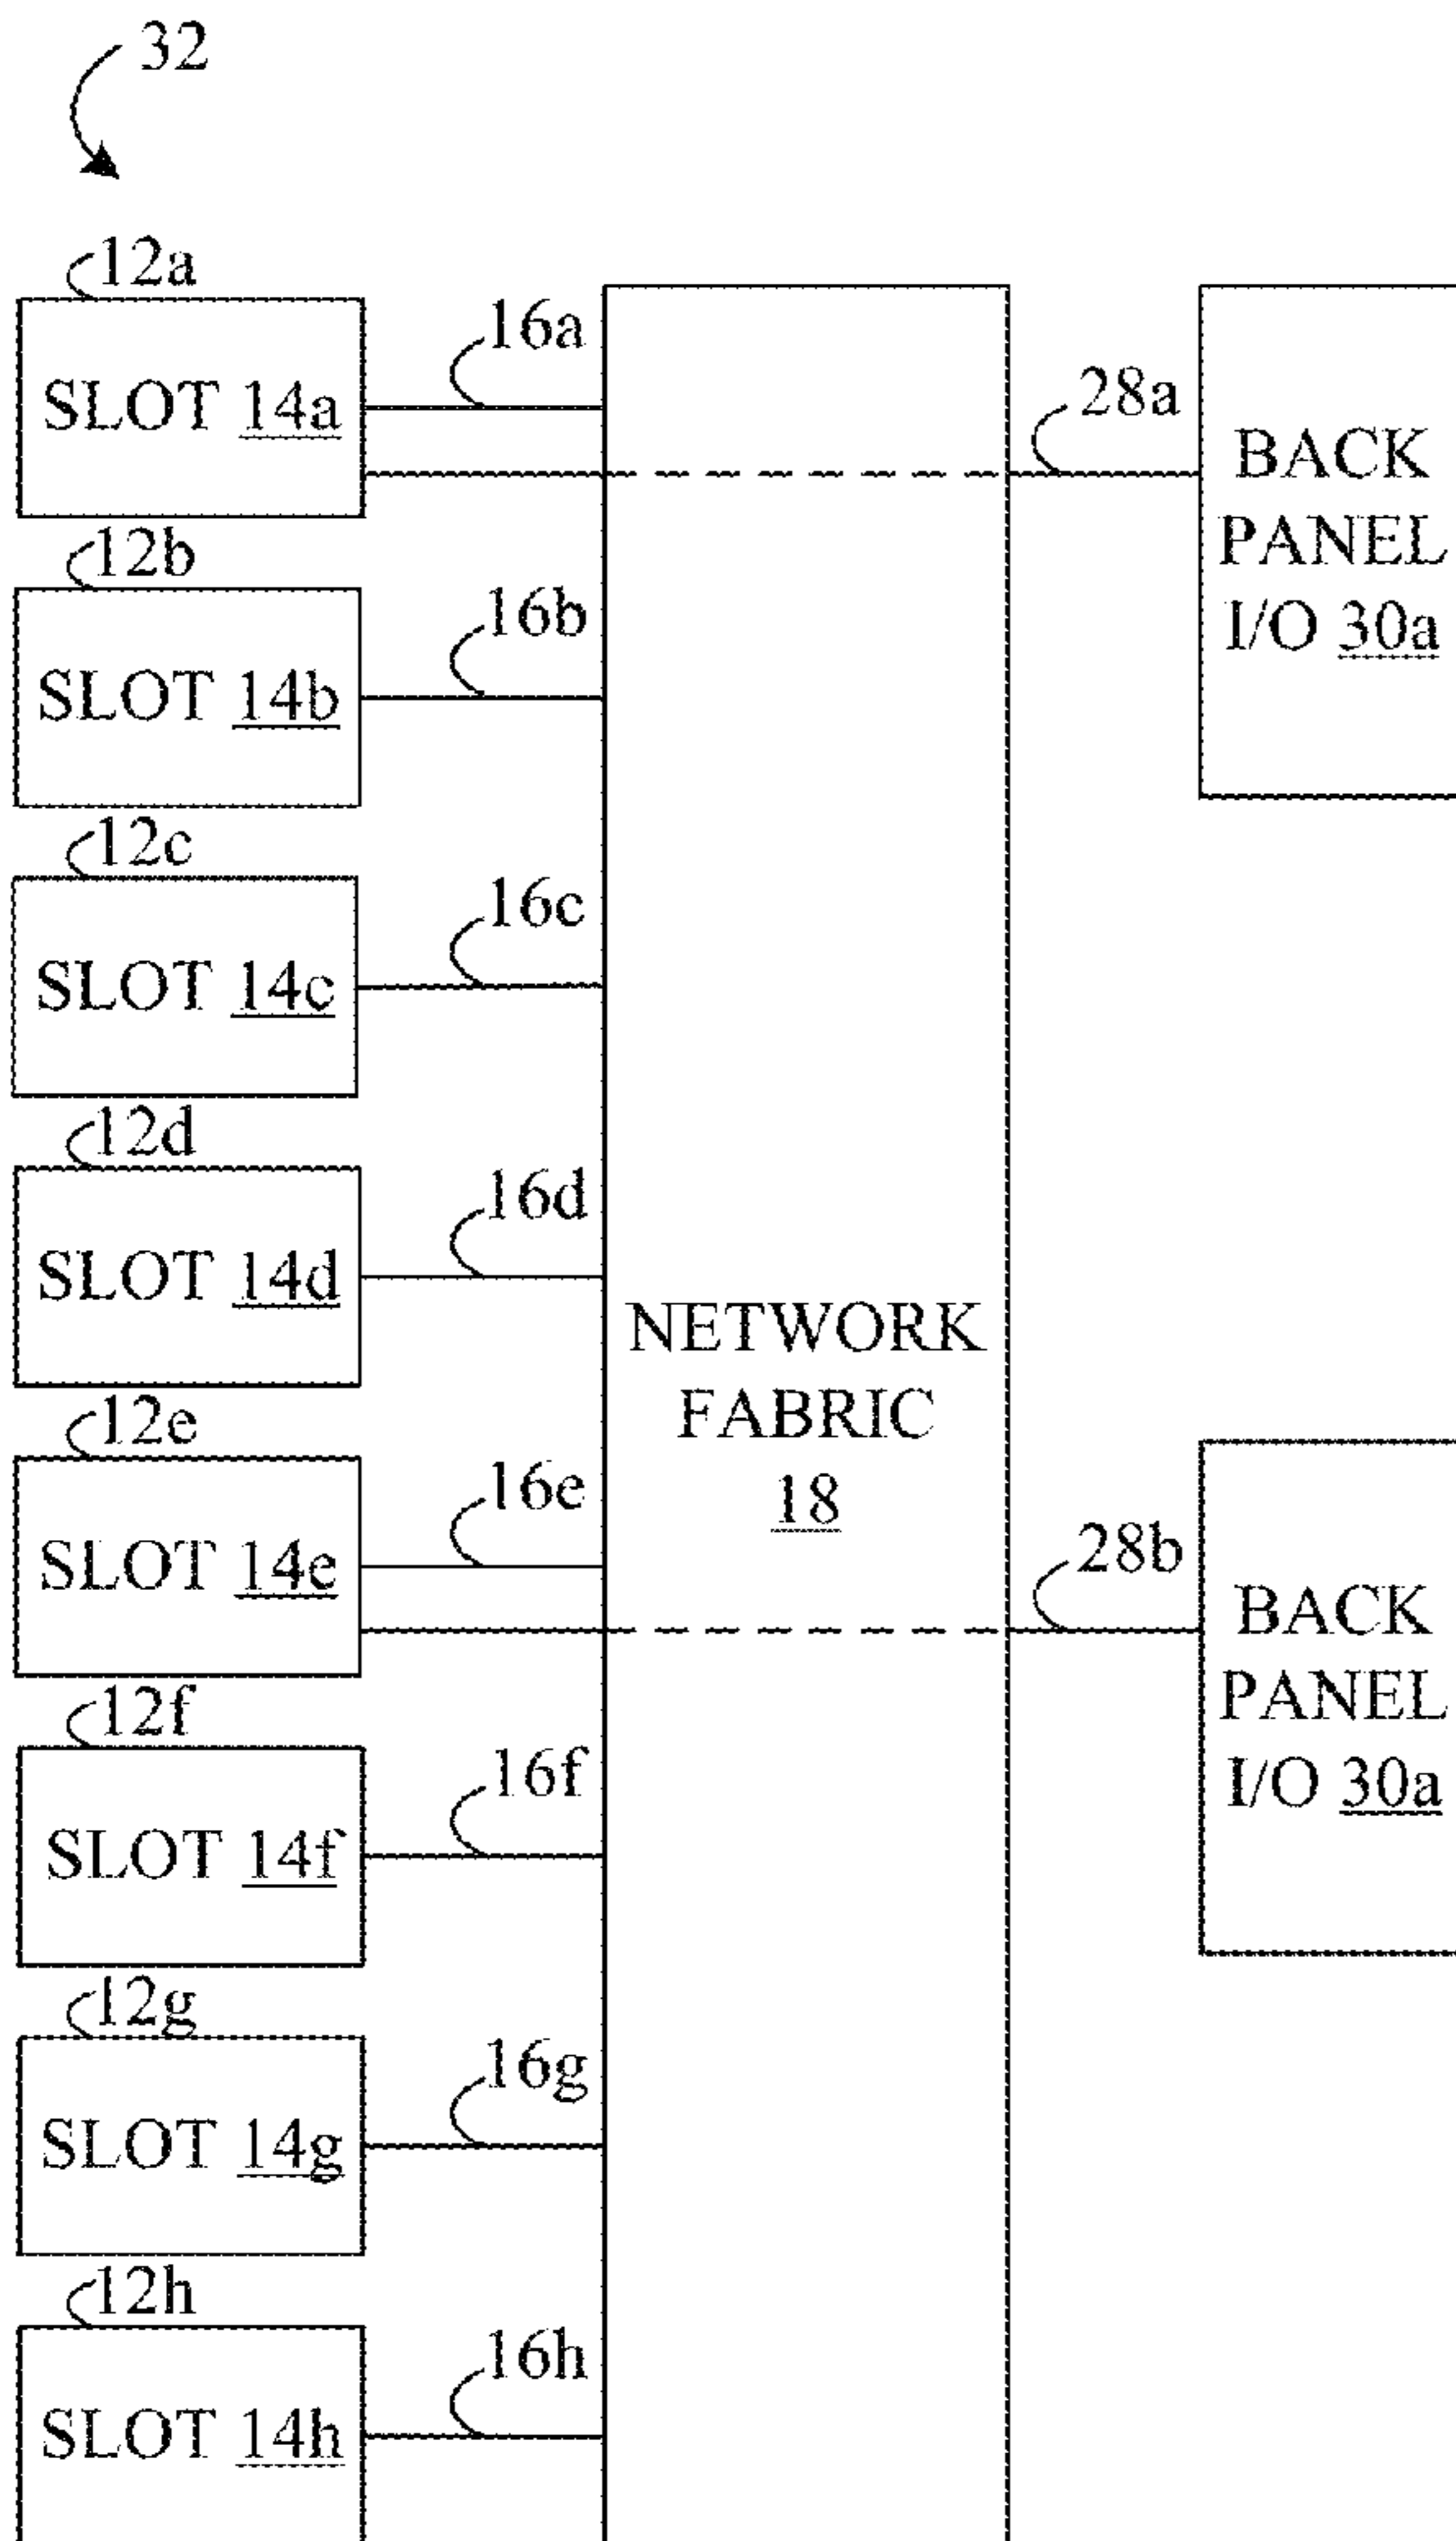 32
12a
16a
SLOT 14a
28a
BACK
PANEL
I/O 30a
12b
16b
SLOT 14b
12c
16c
SLOT 14c
12d
16d
SLOT 14d
NETWORK
FABRIC
18
12e
16e
SLOT 14e
28b
BACK
PANEL
I/O 30a
12f
16f
SLOT 14f
12g
16g
SLOT 14g
12h
16h
SLOT 14h